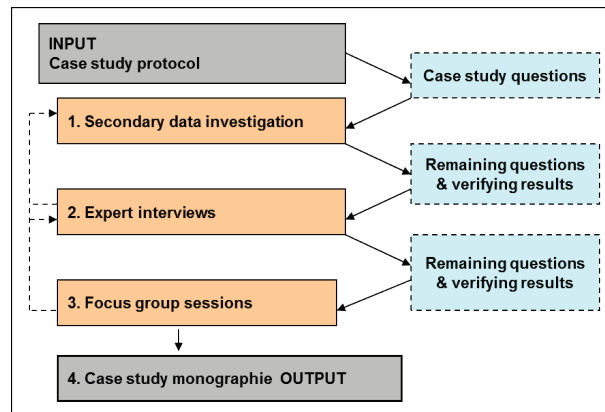 INPUT
Case study protocol
Case study questions
1. Secondary data investigation
Remaining questions
& verifying results
2. Expert interviews
Remaining questions
& verifying results
3. Focus group sessions
4. Case study monographie OUTPUT